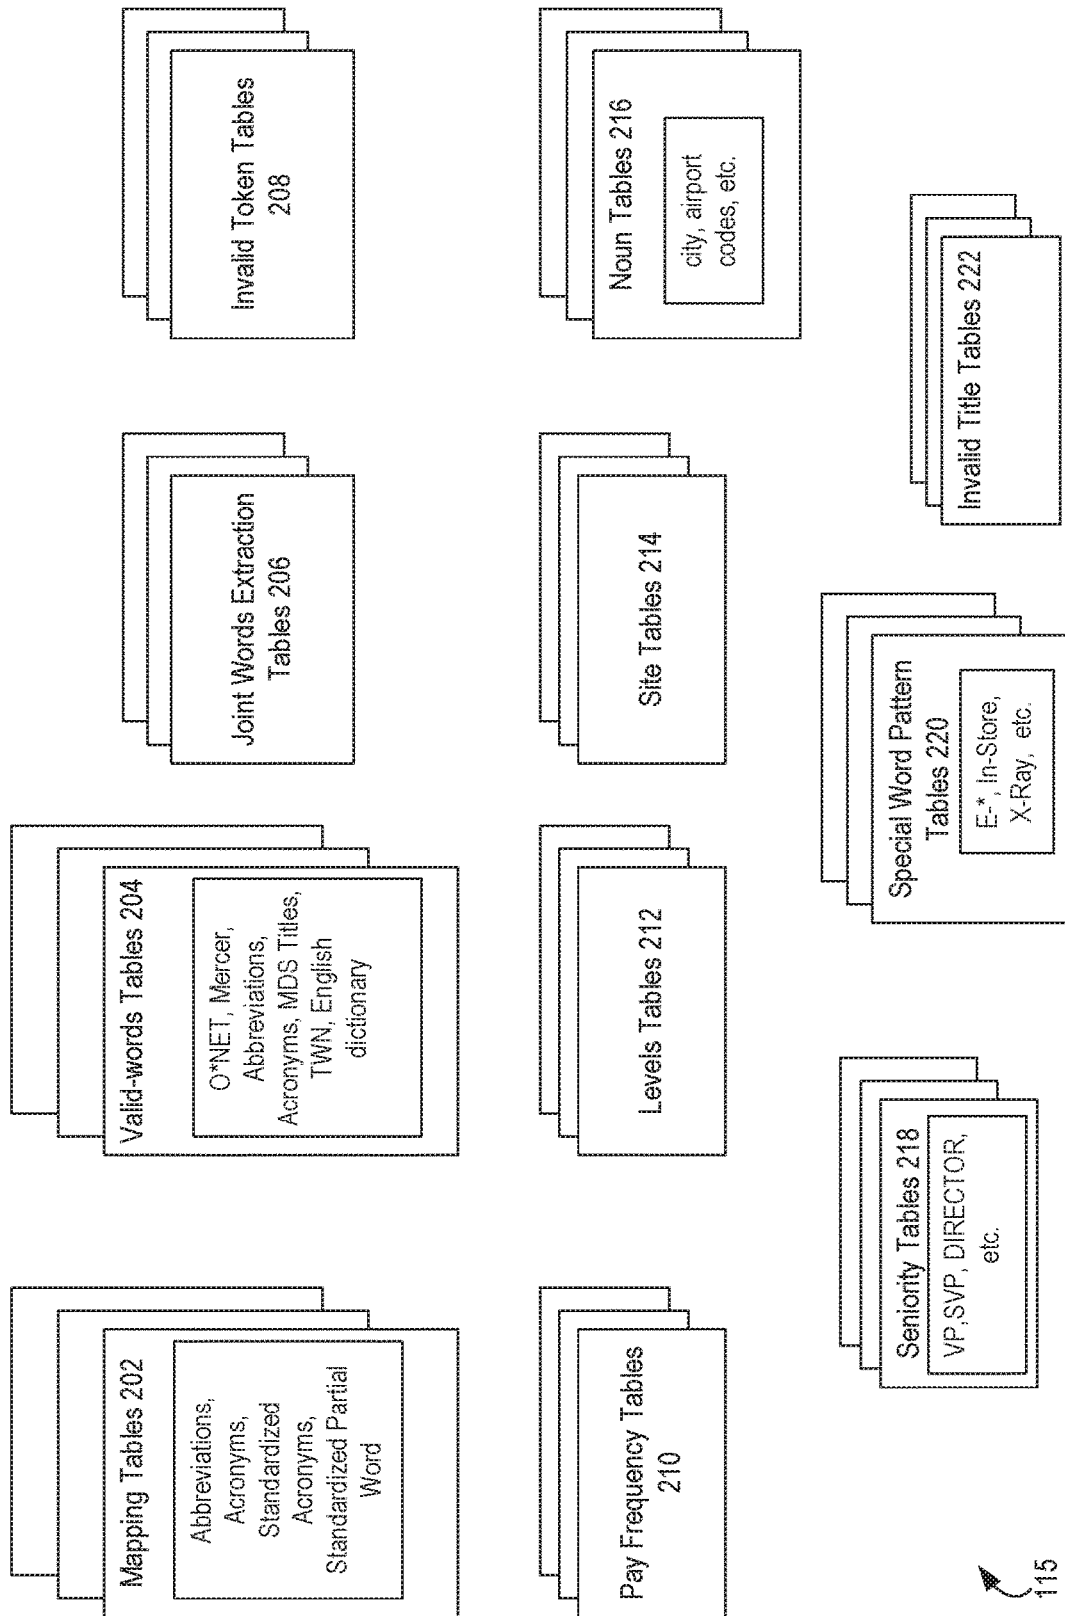 Mapping Tables 202
Abbreviations,
Acronyms,
Standardized
Acronyms,
Standardized Partial
Word
Valid-words Tables 204
O*NET, Mercer,
Abbreviations,
Acronyms, MDS Titles,
TWN, English
dictionary
Joint Words Extraction
Tables 206
Invalid Token Tables
208
Pay Frequency Tables
210
Levels Tables 212
Site Tables 214
Noun Tables 216
city, airport
codes, etc.
Seniority Tables 218
VP,SVP, DIRECTOR,
etc.
Special Word Pattern
Tables 220
E-*, In-Store,
X-Ray, etc.
Invalid Title Tables 222
115